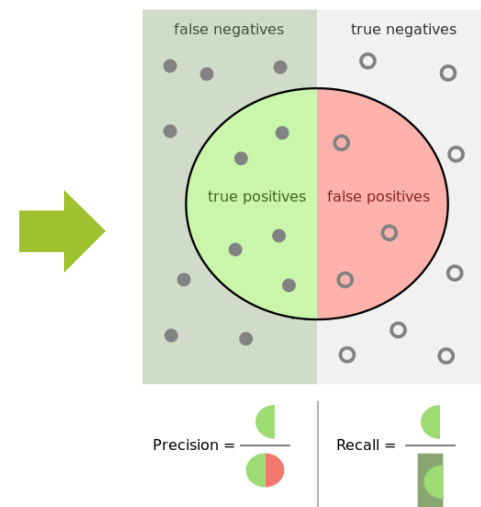 false negatives
true negatives
true positives
false positives
Precision =
Recall =